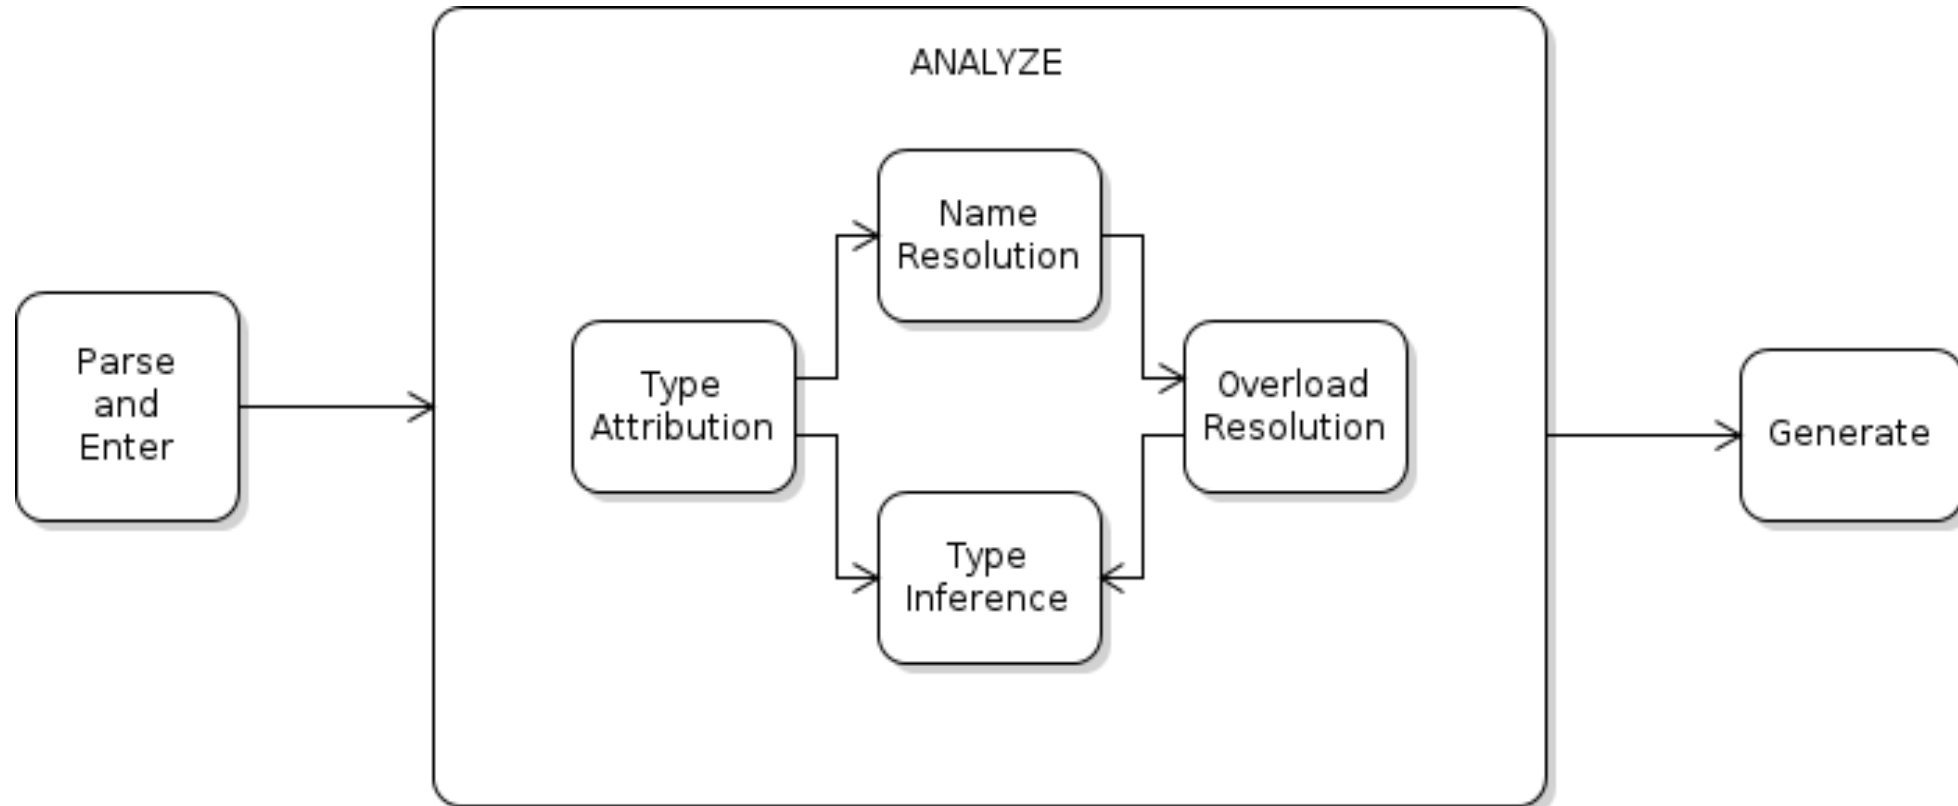 ANALYZE
Name
Resolution
Parse
and
Enter
Type
Attribution
Overload
Resolution
Generate
Type
Inference